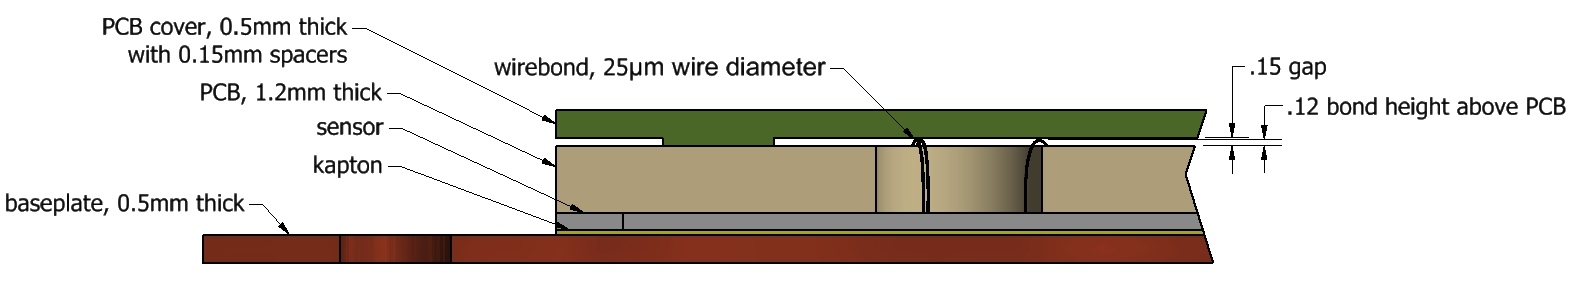 PCB cover, 0.5mm thick
with 0.15mm spacers
wirebond, 25µm wire diameter
.15 gap
PCB, 1.2mm thick
.12 bond height above PCB
sensor
kapton
baseplate, 0.5mm thick